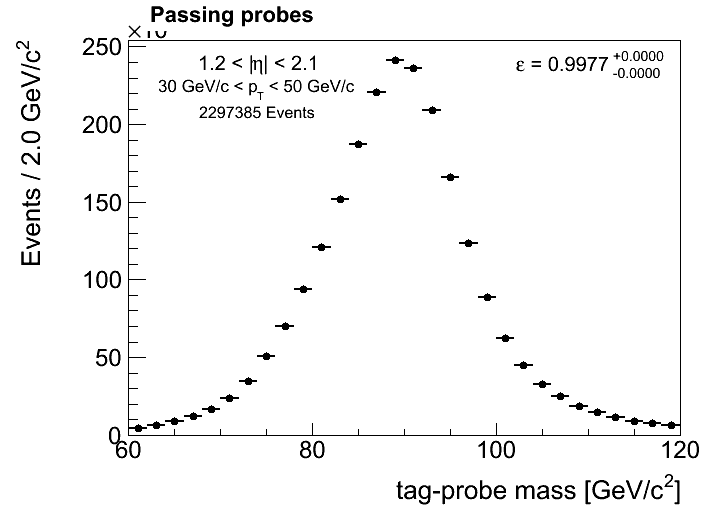 Passing probes
250
200
150
100
50
0
Events / 2.0 GeV/c²
1.2 < |η| < 2.1
30 GeV/c < pT < 50 GeV/c
2297385 Events
ε = 0.9977 +0.0000 -0.0000
60 80 100 120
tag-probe mass [GeV/c²]